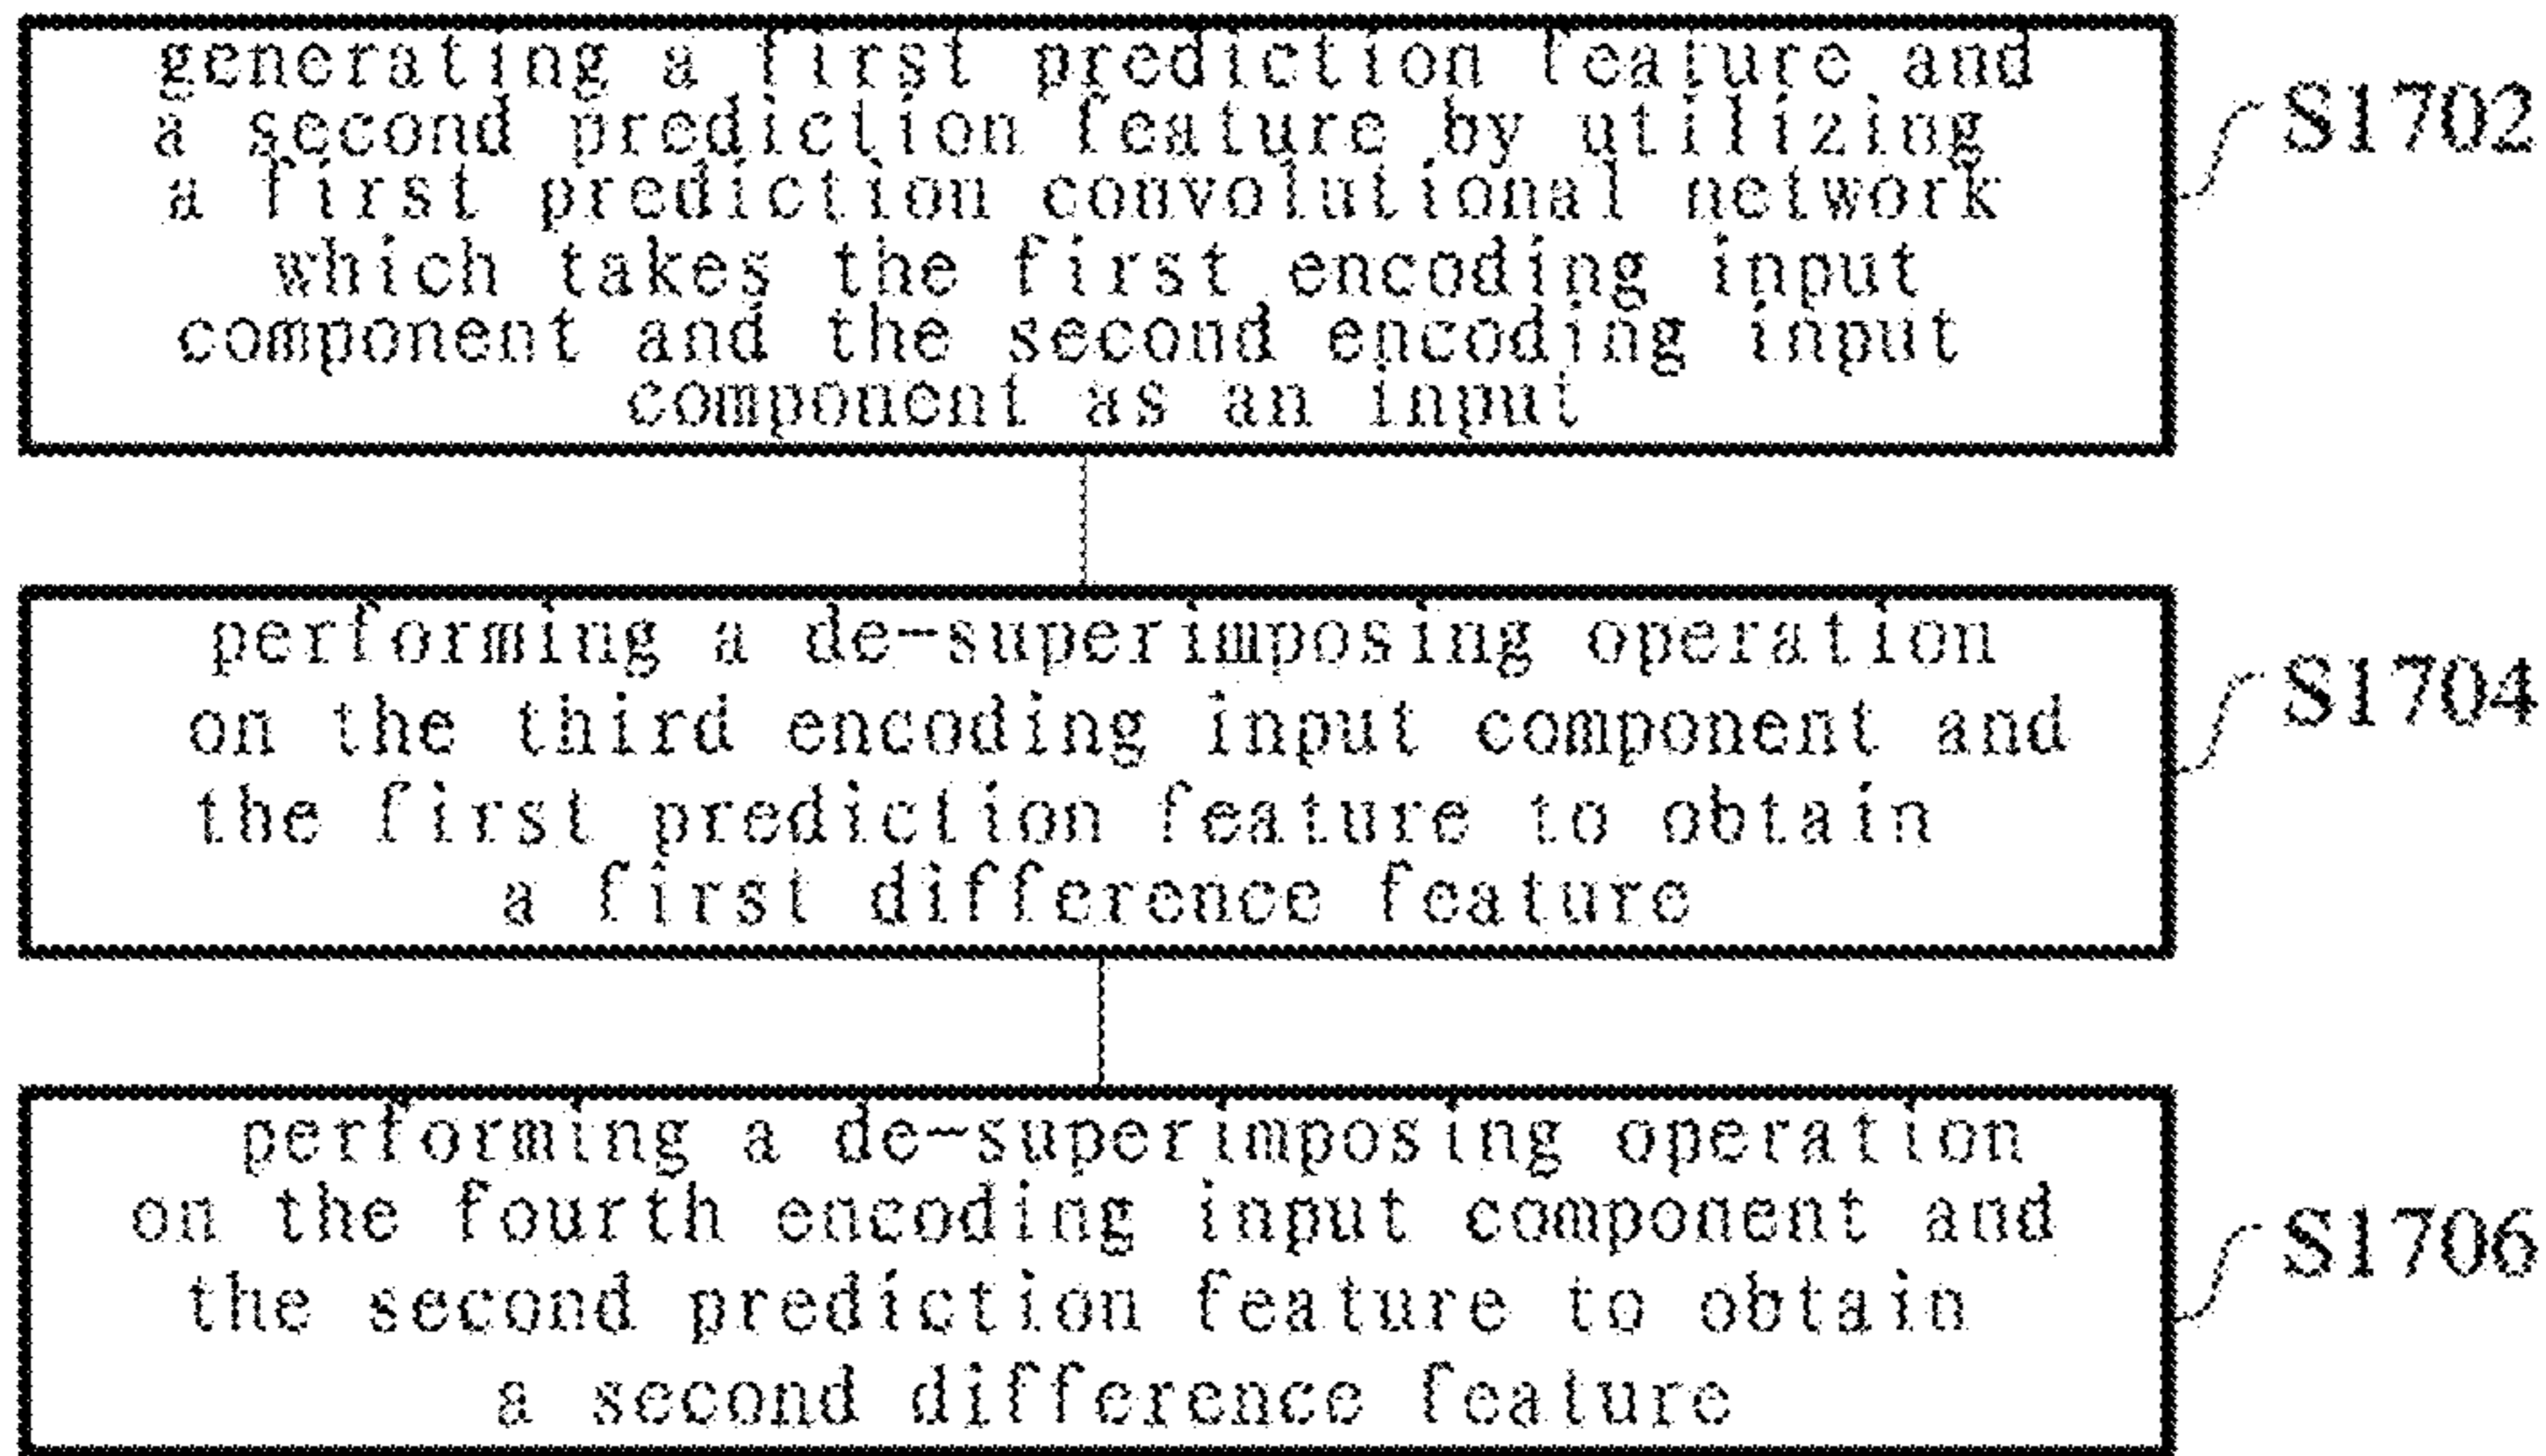 generating a first prediction feature and
a second prediction feature by utilizing
a first prediction convolutional network
which takes the first encoding input
component and the second encoding input
component as an input
S1702
performing a de-superimposing operation
on the third encoding input component and
the first prediction feature to obtain
a first difference feature
S1704
performing a de-superimposing operation
on the fourth encoding input component and
the second prediction feature to obtain
a second difference feature
S1706